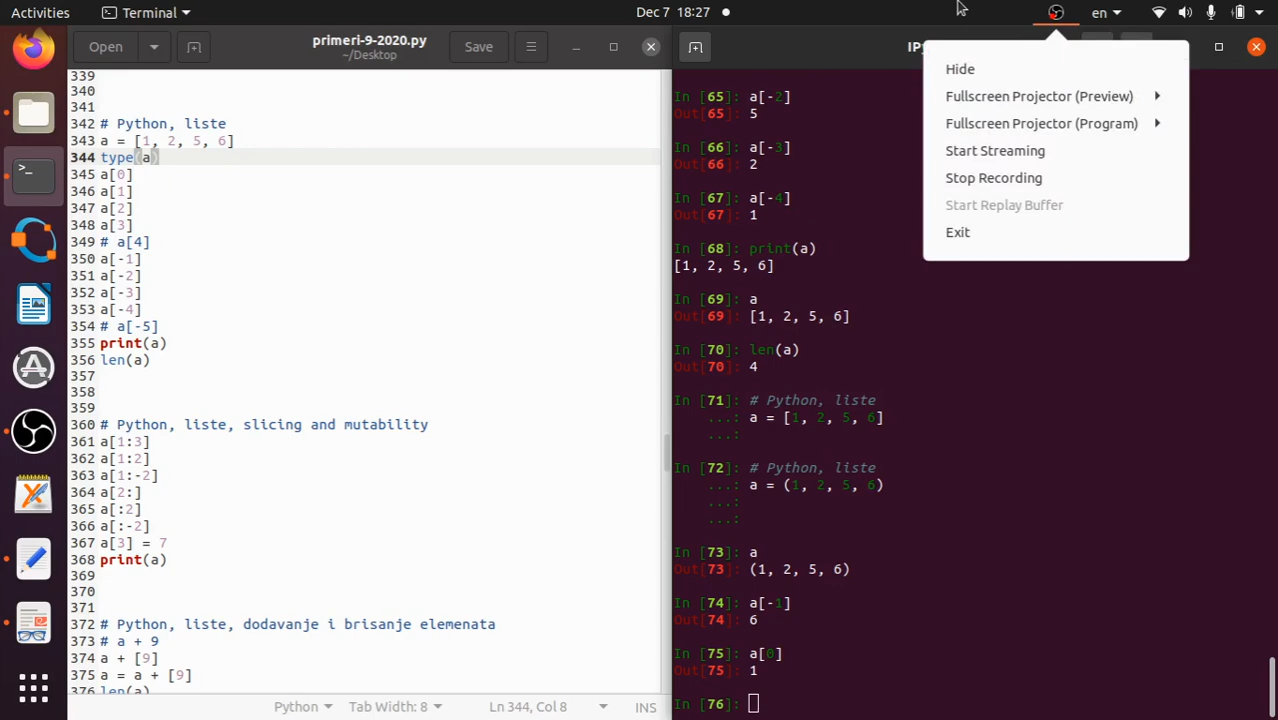 Activities
Terminal
Dec 7 18:27
en
Open
primeri-9-2020.py
~/Desktop
Save
339
340
341
342 # Python, liste
343 a = [1, 2, 5, 6]
344 type(a)
345 a[0]
346 a[1]
347 a[2]
348 a[3]
349 # a[4]
350 a[-1]
351 a[-2]
352 a[-3]
353 a[-4]
354 # a[-5]
355 print(a)
356 len(a)
357
358
359
360 # Python, liste, slicing and mutability
361 a[1:3]
362 a[1:2]
363 a[1:-2]
364 a[2:]
365 a[:2]
366 a[:-2]
367 a[3] = 7
368 print(a)
369
370
371
372 # Python, liste, dodavanje i brisanje elemenata
373 # a + 9
374 a + [9]
375 a = a + [9]
376 len(a)
Python
Tab Width: 8
Ln 344, Col 8
INS
IPy
In [65]: a[-2]
Out[65]: 5
In [66]: a[-3]
Out[66]: 2
In [67]: a[-4]
Out[67]: 1
In [68]: print(a)
[1, 2, 5, 6]
In [69]: a
Out[69]: [1, 2, 5, 6]
In [70]: len(a)
Out[70]: 4
In [71]: # Python, liste
...: a = [1, 2, 5, 6]
...:
In [72]: # Python, liste
...: a = (1, 2, 5, 6)
...:
...:
In [73]: a
Out[73]: (1, 2, 5, 6)
In [74]: a[-1]
Out[74]: 6
In [75]: a[0]
Out[75]: 1
In [76]:
Hide
Fullscreen Projector (Preview)
Fullscreen Projector (Program)
Start Streaming
Stop Recording
Start Replay Buffer
Exit